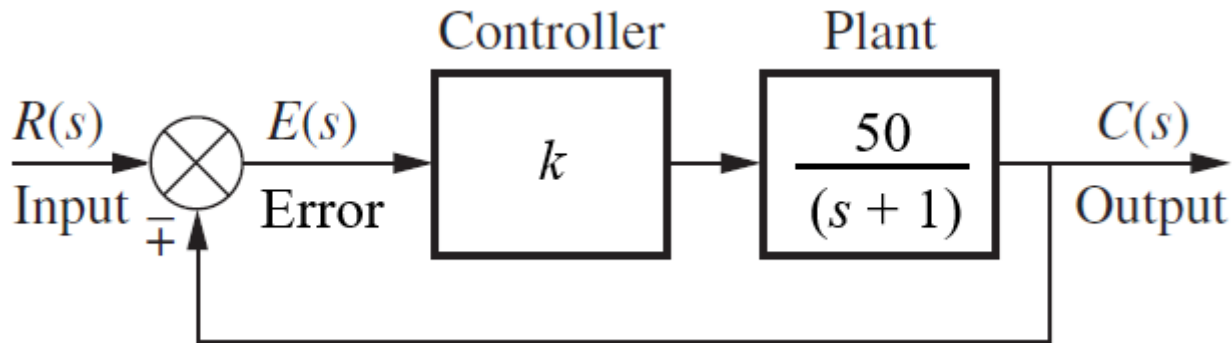 Controller Plant
R(s) E(s) C(s)
k
50
(s + 1)
Input Error Output
∓